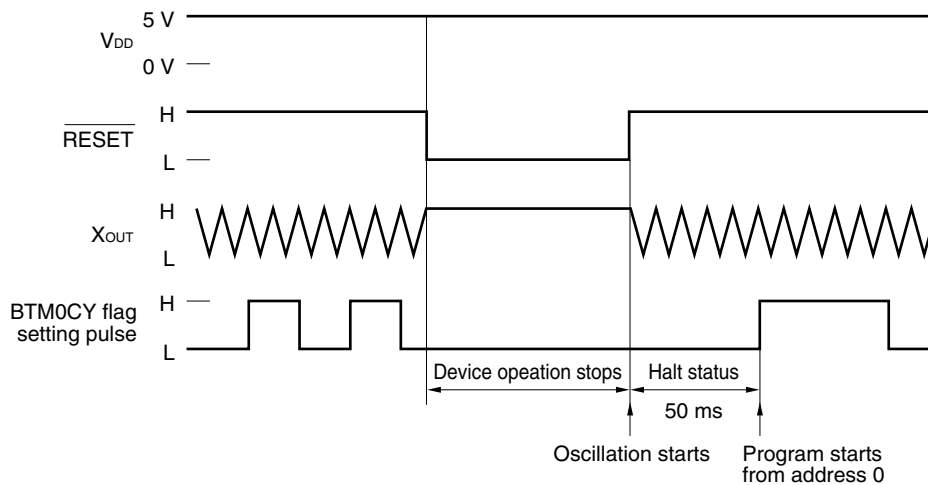 5 V
VDD
0 V
H
RESET
L
H
XOUT
L
BTM0CY flag
setting pulse
H
L
Device opeation stops
Halt status
50 ms
Oscillation starts
Program starts
from address 0